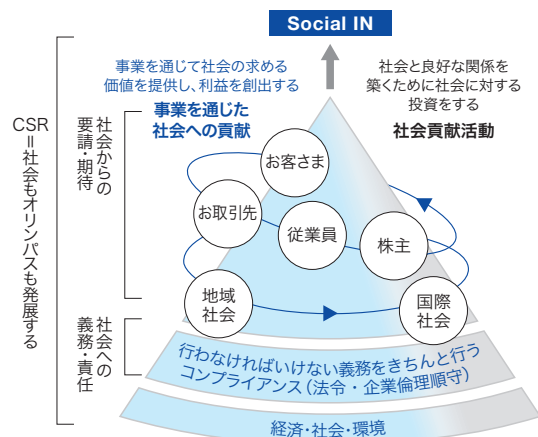 Social IN
事業を通じて社会の求める
価値を提供し、利益を創出する
事業を通じた
社会への貢献
社会と良好な関係を
築くために社会に対する
投資をする
社会貢献活動
CSR
＝社会もオリンパスも発展する
社会からの
要請・期待
社会への
義務・責任
お客さま
お取引先
従業員
株主
地域
社会
国際
社会
行わなければいけない義務をきちんと行う
コンプライアンス（法令・企業倫理順守）
経済・社会・環境